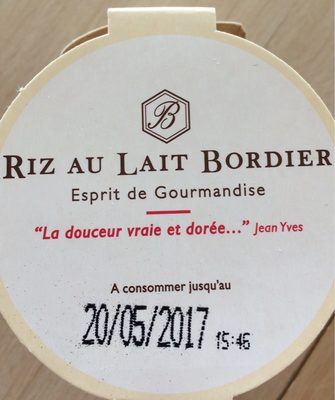 B
RIZ AU LAIT BORDIER
Esprit de Gourmandise
"La douceur vraie et dorée..." Jean Yves
A consommer jusqu'au
20/05/2017 15:46